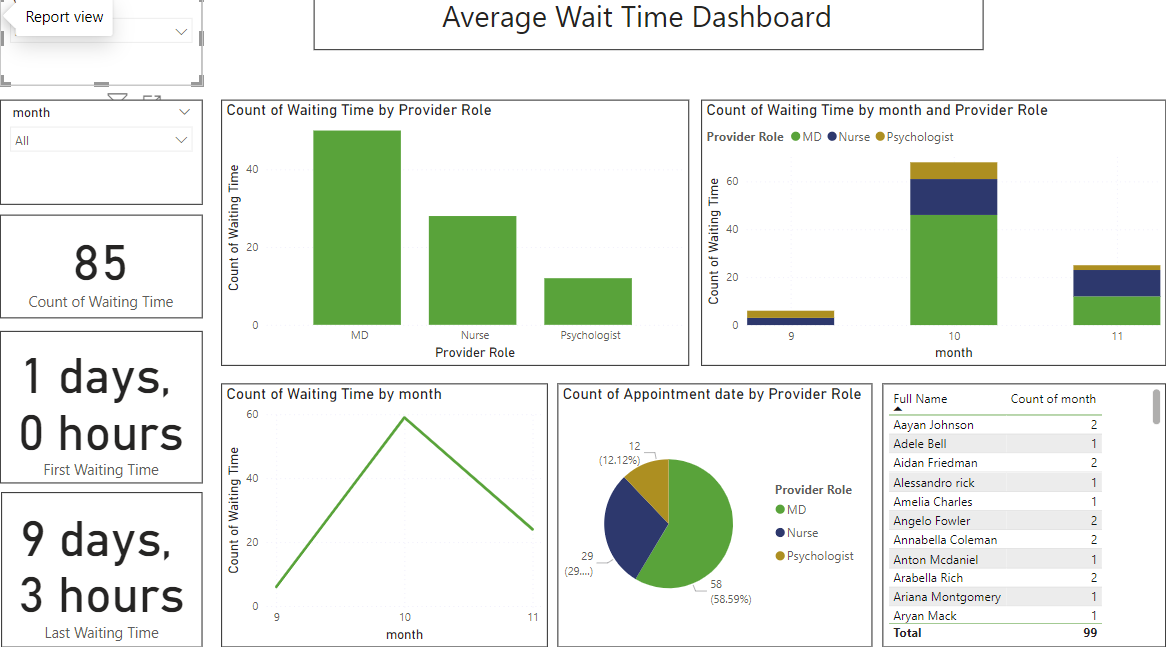 Report view
Average Wait Time Dashboard
month
All
85
Count of Waiting Time
1 days,
0 hours
First Waiting Time
9 days,
3 hours
Last Waiting Time
Count of Waiting Time by Provider Role
Count of Waiting Time
40
20
0
MD Nurse Psychologist
Provider Role
Count of Waiting Time by month and Provider Role
Provider Role MD Nurse Psychologist
Count of Waiting Time
60
40
20
0
9 10 11
month
Count of Waiting Time by month
Count of Waiting Time
60
40
20
0
9 10 11
month
Count of Appointment date by Provider Role
12
(12.12%)
29
(29....)
58
(58.59%)
Provider Role
MD
Nurse
Psychologist
Full Name Count of month
Aayan Johnson 2
Adele Bell 1
Aidan Friedman 2
Alessandro rick 1
Amelia Charles 1
Angelo Fowler 2
Annabella Coleman 2
Anton Mcdaniel 1
Arabella Rich 2
Ariana Montgomery 1
Aryan Mack 1
Total 99